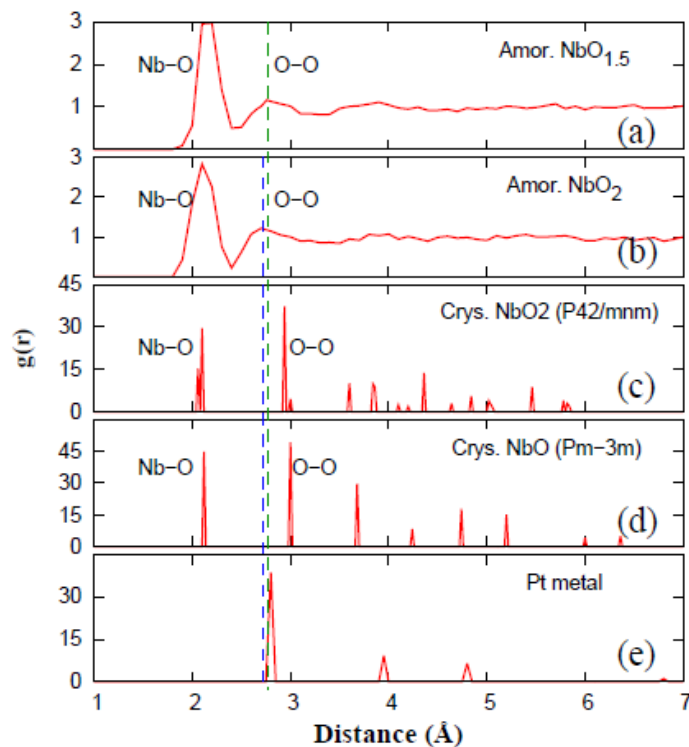 3
2
1
Nb−O
O−O
Amor. NbO1.5
(a)
3
2
1
Nb−O
O−O
Amor. NbO2
(b)
45
30
15
0
Nb−O
O−O
Crys. NbO2 (P42/mnm)
(c)
g(r)
45
30
15
0
Nb−O
O−O
Crys. NbO (Pm−3m)
(d)
30
15
0
Pt metal
(e)
1 2 3 4 5 6 7
Distance (Å)